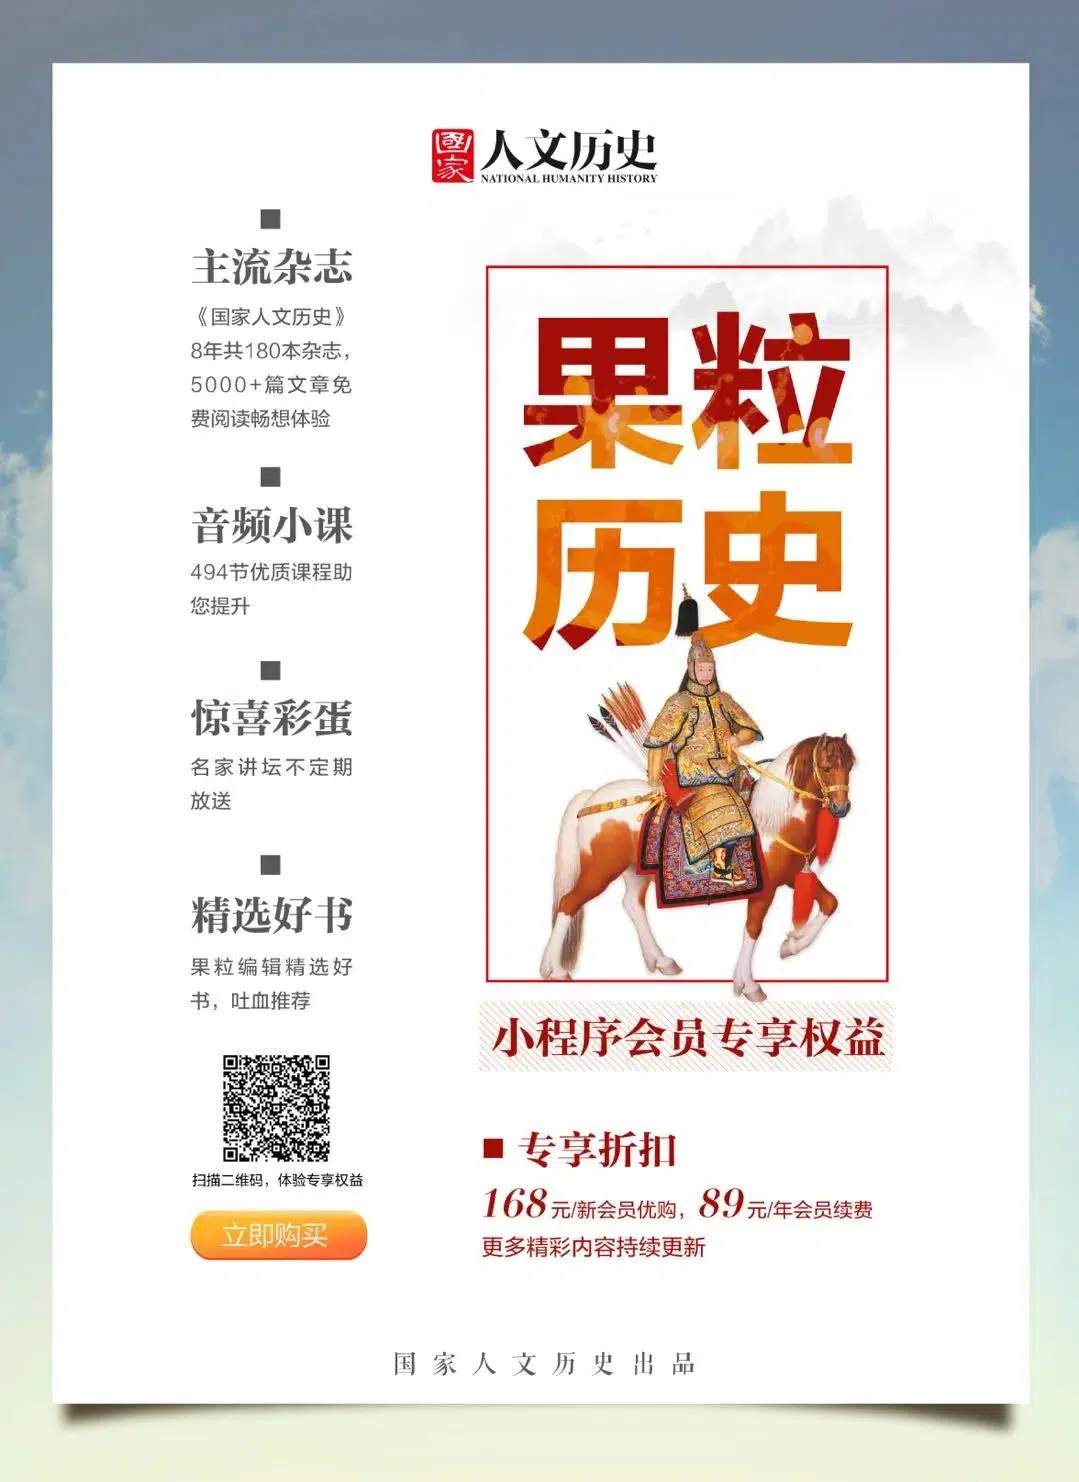 國家 人文历史
NATIONAL HUMANITY HISTORY
主流杂志
《国家人文历史》
8年共180本杂志，
5000+篇文章免
费阅读畅想体验
音频小课
494节优质课程助
您提升
惊喜彩蛋
名家讲坛不定期
放送
精选好书
果粒编辑精选好
书，吐血推荐
扫描二维码，体验专享权益
立即购买
果粒
历史
小程序会员专享权益
专享折扣
168元/新会员优购，89元/年会员续费
更多精彩内容持续更新
国家人文历史出品